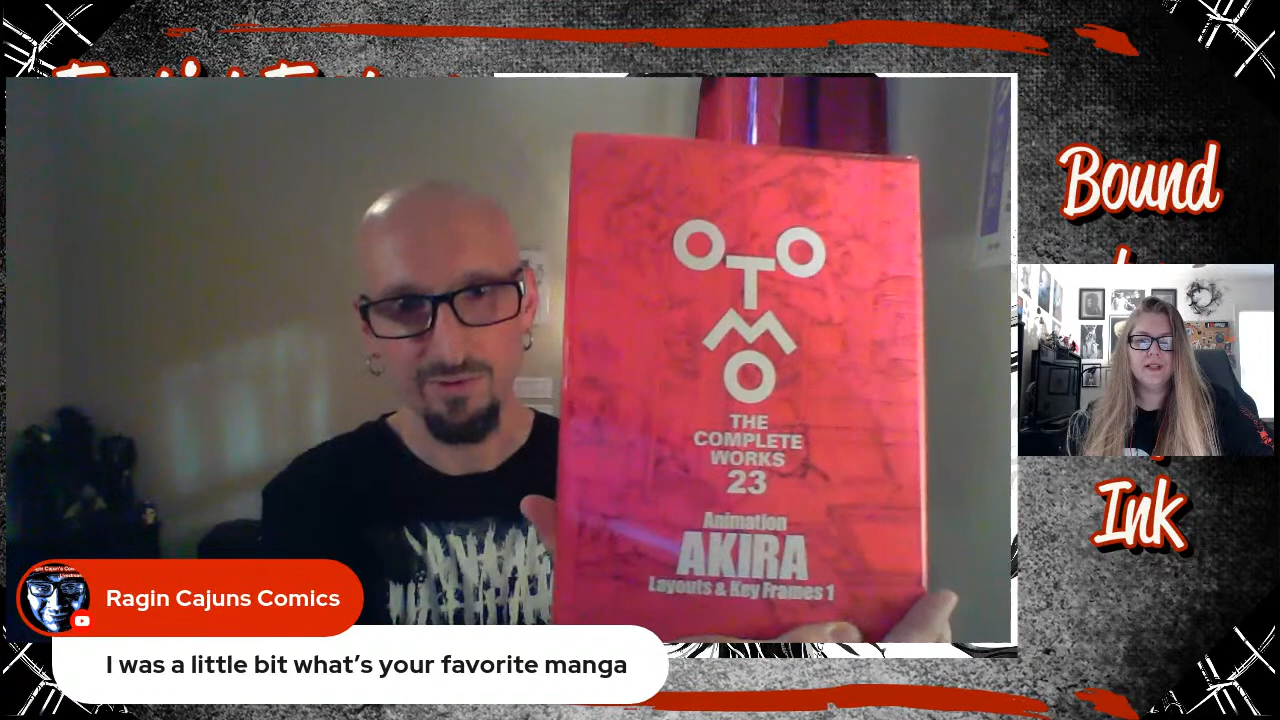 Bound
Ink
OTOMO
THE
COMPLETE
WORKS
23
Animation
AKIRA
Layouts & Key Frames 1
Ragin Cajuns Comics
I was a little bit what’s your favorite manga